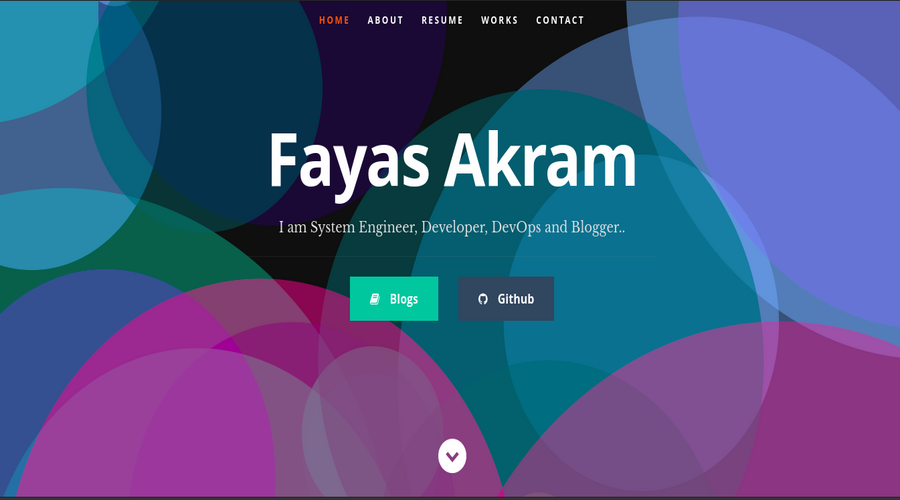 HOME ABOUT RESUME WORKS CONTACT
Fayas Akram
I am System Engineer, Developer, DevOps and Blogger..
Blogs Github